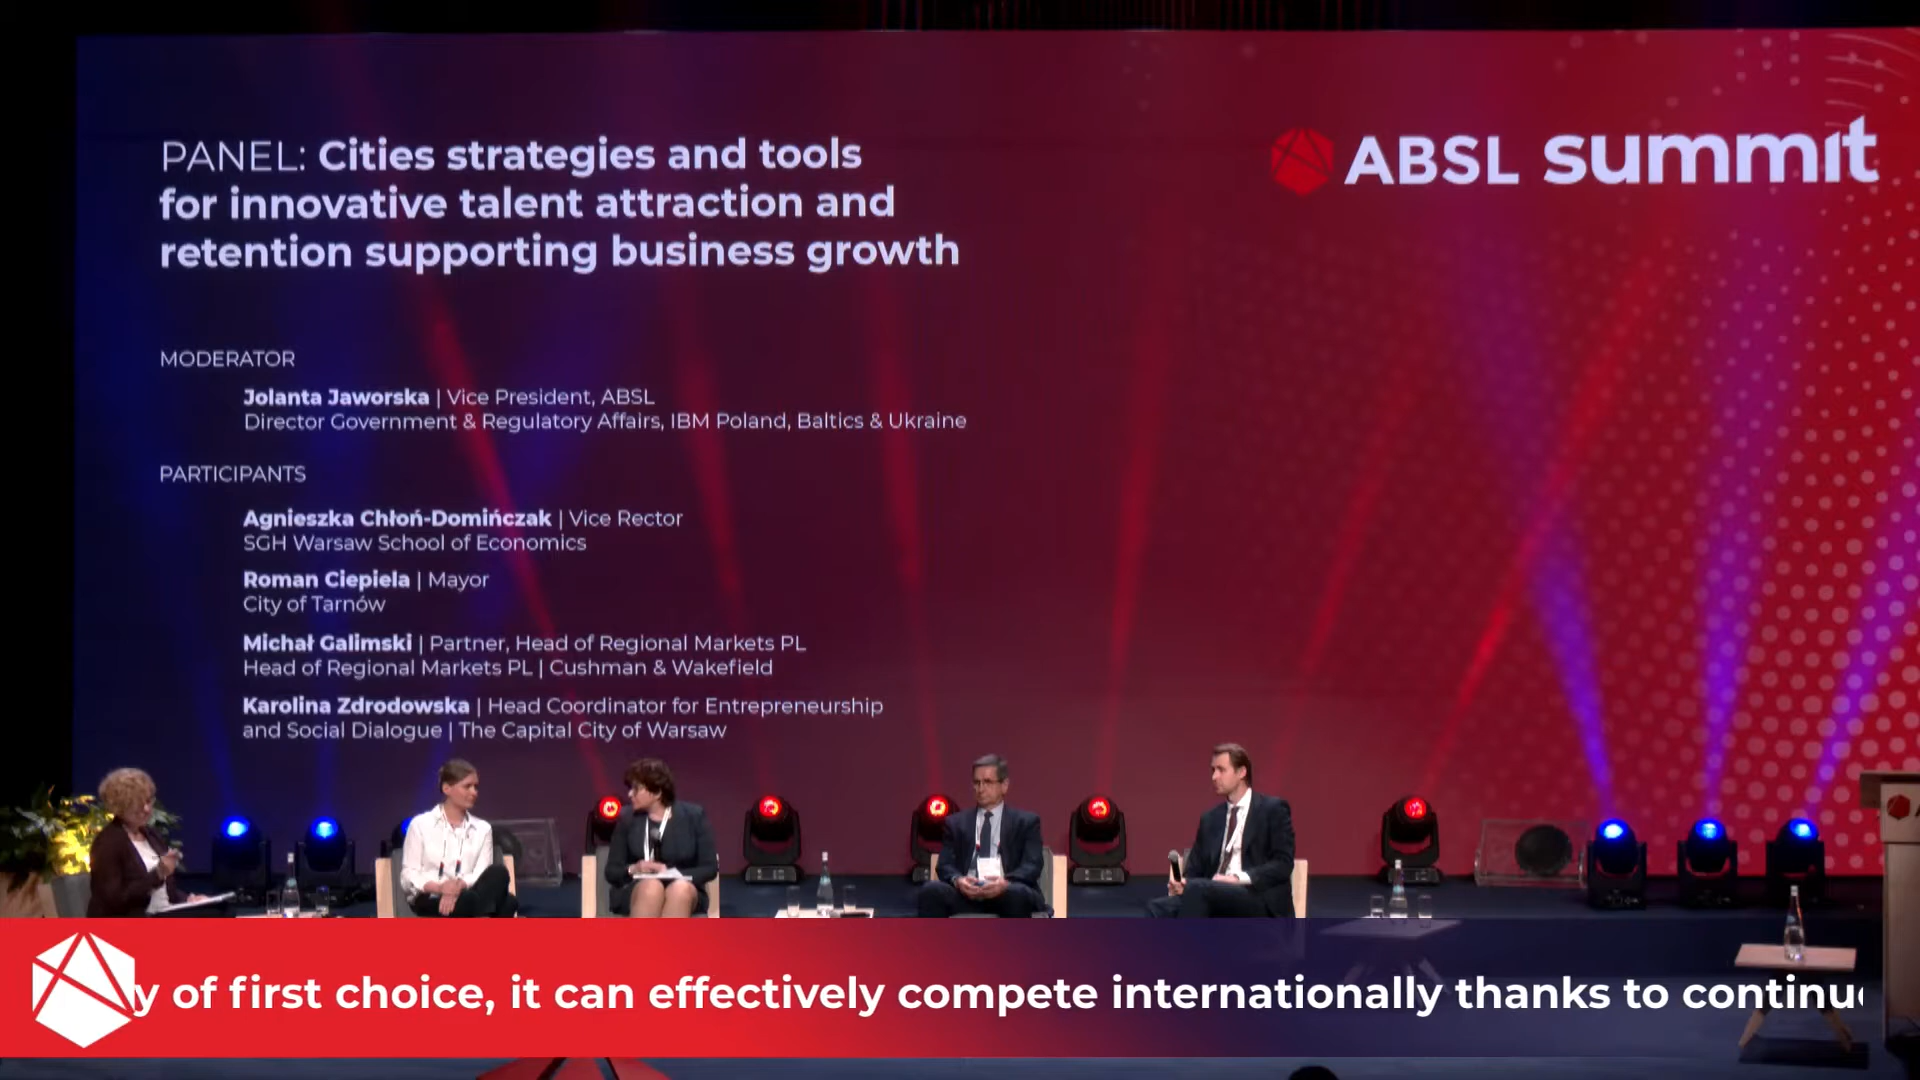 PANEL: Cities strategies and tools
for innovative talent attraction and
retention supporting business growth
ABSL summit
MODERATOR
Jolanta Jaworska | Vice President, ABSL
Director Government & Regulatory Affairs, IBM Poland, Baltics & Ukraine
PARTICIPANTS
Agnieszka Chłoń-Domińczak | Vice Rector
SGH Warsaw School of Economics
Roman Ciepiela | Mayor
City of Tarnów
Michał Galimski | Partner, Head of Regional Markets PL
Head of Regional Markets PL | Cushman & Wakefield
Karolina Zdrodowska | Head Coordinator for Entrepreneurship
and Social Dialogue | The Capital City of Warsaw
y of first choice, it can effectively compete internationally thanks to continu